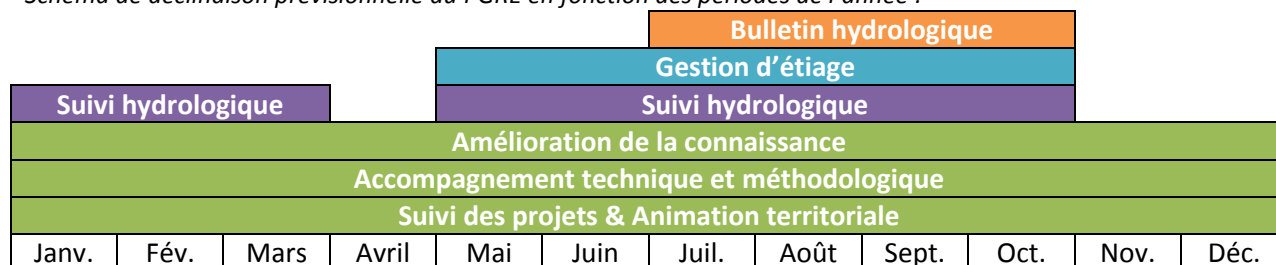 Schéma de déclinaison prévisionnelle du PGRE en fonction des périodes de l'année :
Bulletin hydrologique
Gestion d'étiage
Suivi hydrologique Suivi hydrologique
Amélioration de la connaissance
Accompagnement technique et méthodologique
Suivi des projets & Animation territoriale
Janv. Fév. Mars Avril Mai Juin Juil. Août Sept. Oct. Nov. Déc.